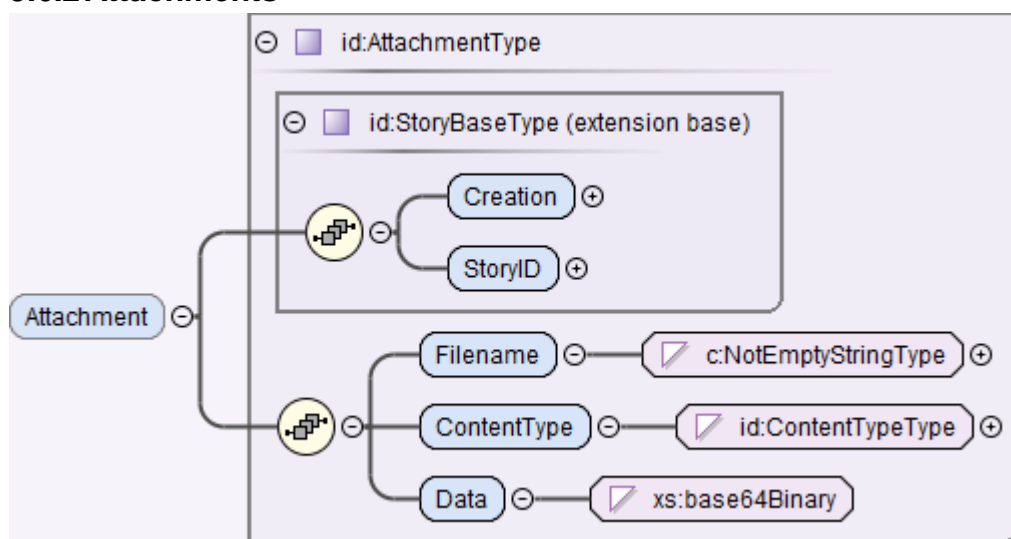 id:AttachmentType
id:StoryBaseType (extension base)
Creation
StoryID
Attachment
Filename
c:NotEmptyStringType
ContentType
id:ContentTypeType
Data
xs:base64Binary